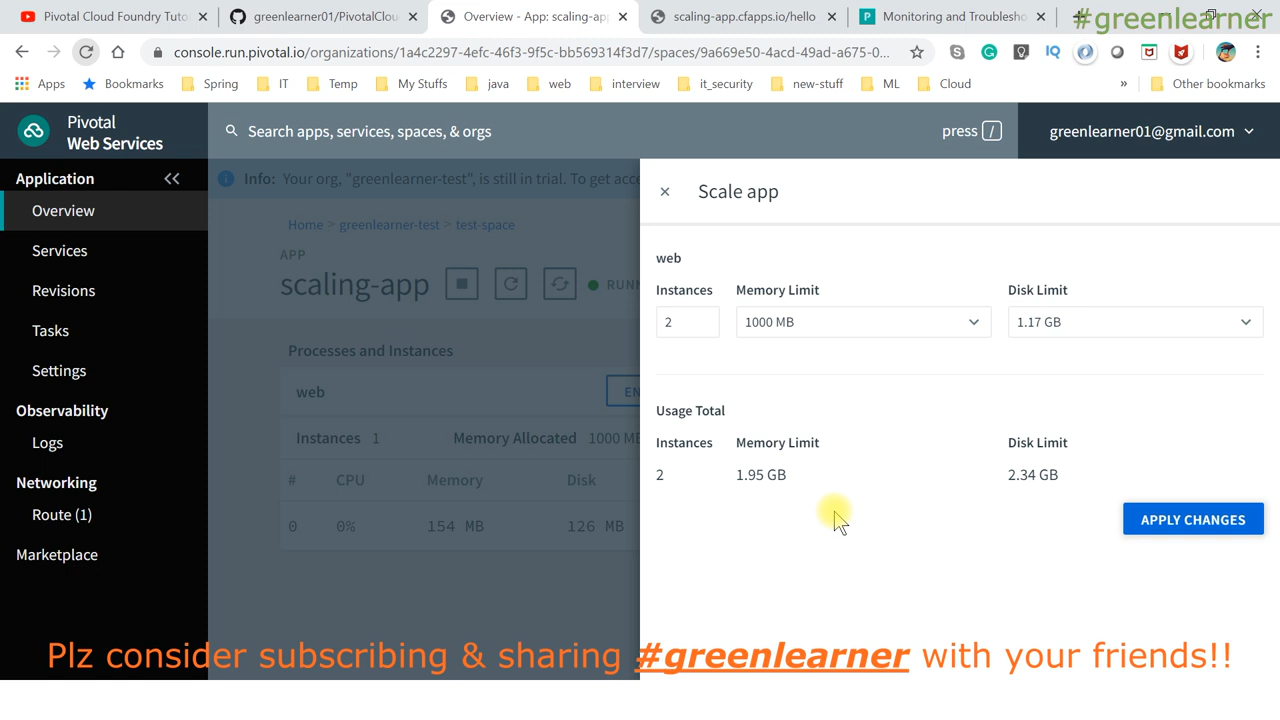 Pivotal Cloud Foundry Tuto
greenlearner01/PivotalClou
Overview - App: scaling-app
scaling-app.cfapps.io/hello
Monitoring and Troublesho
#greenlearner
console.run.pivotal.io/organizations/1a4c2297-4efc-46f3-9f5c-bb569314f3d7/spaces/9a669e50-4acd-49ad-a675-0...
Apps
Bookmarks
Spring
IT
Temp
My Stuffs
java
web
interview
it_security
new-stuff
ML
Cloud
»
Other bookmarks
Pivotal
Web Services
Search apps, services, spaces, & orgs
press /
greenlearner01@gmail.com
Application
Overview
Services
Revisions
Tasks
Settings
Observability
Logs
Networking
Route (1)
Marketplace
Info: Your org, "greenlearner-test", is still in trial. To get acce
Home > greenlearner-test > test-space
APP
scaling-app
RUNN
Processes and Instances
web
EN
Instances 1 Memory Allocated 1000 MB
# CPU Memory Disk
0 0% 154 MB 126 MB
× Scale app
web
Instances Memory Limit Disk Limit
2 1000 MB 1.17 GB
Usage Total
Instances Memory Limit Disk Limit
2 1.95 GB 2.34 GB
APPLY CHANGES
Plz consider subscribing & sharing #greenlearner with your friends!!